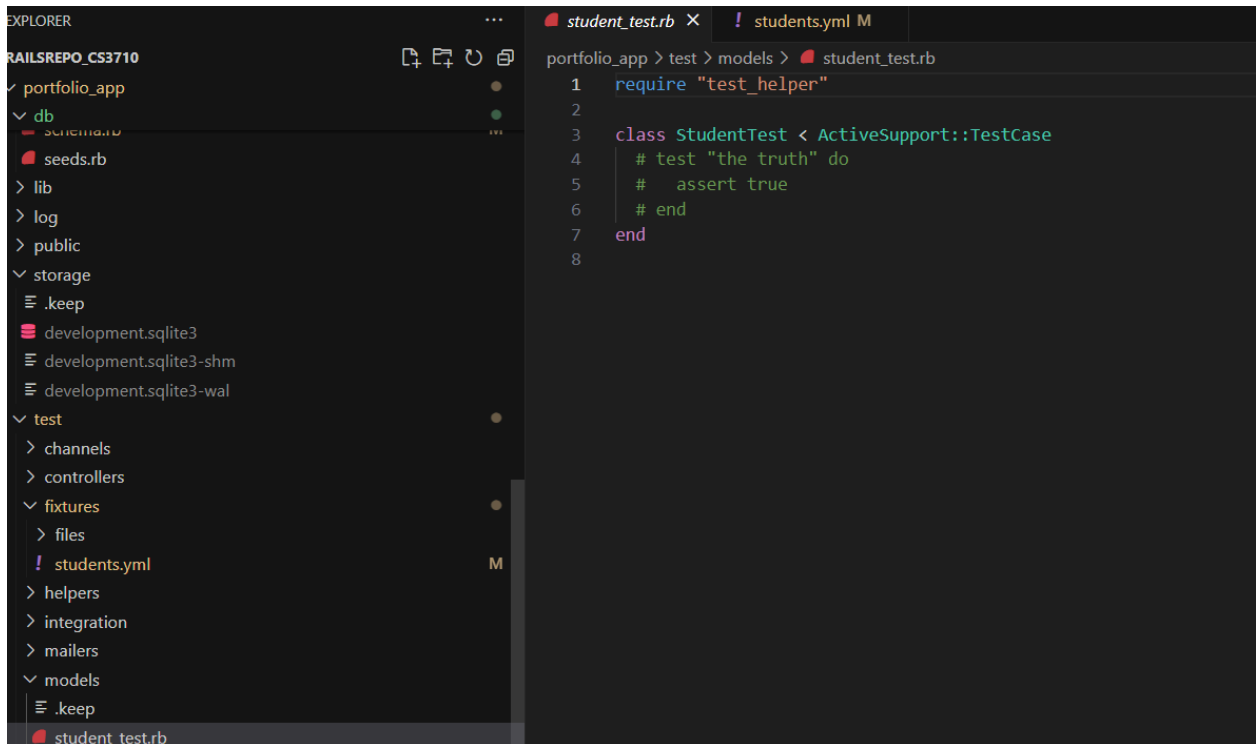 EXPLORER
RAILSREPO_CS3710
portfolio_app
db
schema.rb M
seeds.rb
lib
log
public
storage
.keep
development.sqlite3
development.sqlite3-shm
development.sqlite3-wal
test
channels
controllers
fixtures
files
! students.yml M
helpers
integration
mailers
models
.keep
student_test.rb
student_test.rb ! students.yml M
portfolio_app > test > models > student_test.rb
1 require "test_helper"
2
3 class StudentTest < ActiveSupport::TestCase
4 # test "the truth" do
5 #   assert true
6 # end
7 end
8